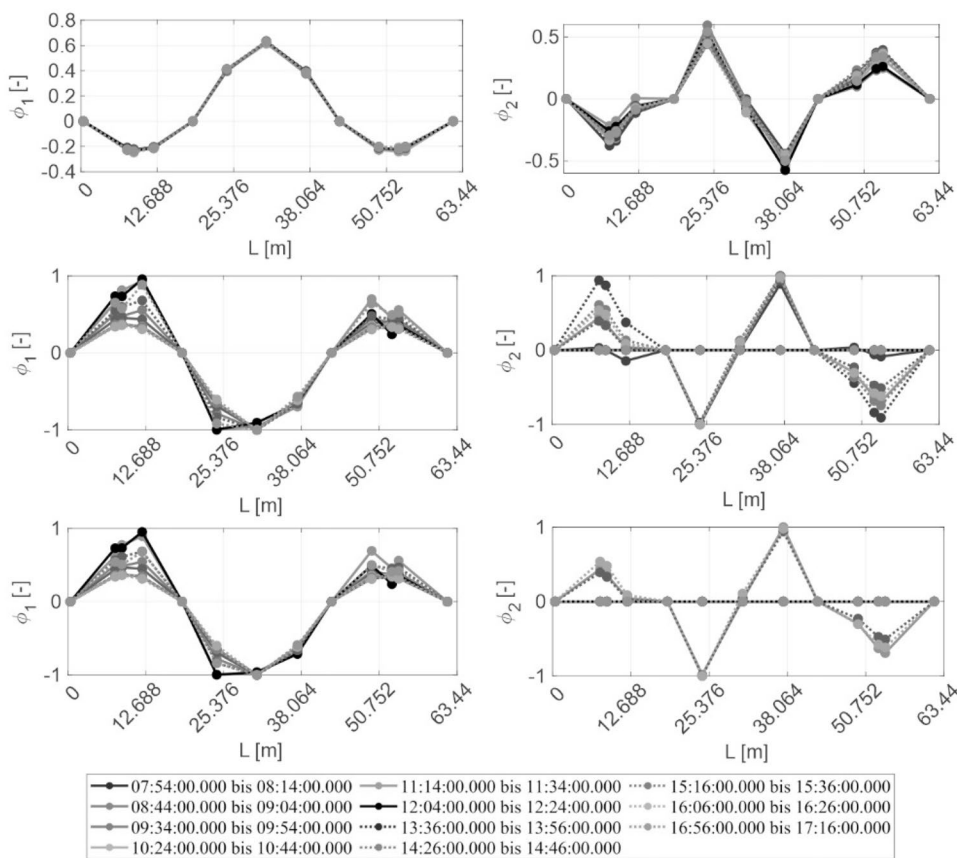 0.8
0.6
0.4
0.2
0
-0.2
-0.4
ϕ1 [-]
0 12.688 25.376 38.064 50.752 63.44
L [m]
0.5
0
-0.5
ϕ2 [-]
0 12.688 25.376 38.064 50.752 63.44
L [m]
1
0
-1
ϕ1 [-]
0 12.688 25.376 38.064 50.752 63.44
L [m]
1
0
-1
ϕ2 [-]
0 12.688 25.376 38.064 50.752 63.44
L [m]
1
0
-1
ϕ1 [-]
0 12.688 25.376 38.064 50.752 63.44
L [m]
1
0
-1
ϕ2 [-]
0 12.688 25.376 38.064 50.752 63.44
L [m]
07:54:00.000 bis 08:14:00.000
08:44:00.000 bis 09:04:00.000
09:34:00.000 bis 09:54:00.000
10:24:00.000 bis 10:44:00.000
11:14:00.000 bis 11:34:00.000
12:04:00.000 bis 12:24:00.000
13:36:00.000 bis 13:56:00.000
14:26:00.000 bis 14:46:00.000
15:16:00.000 bis 15:36:00.000
16:06:00.000 bis 16:26:00.000
16:56:00.000 bis 17:16:00.000